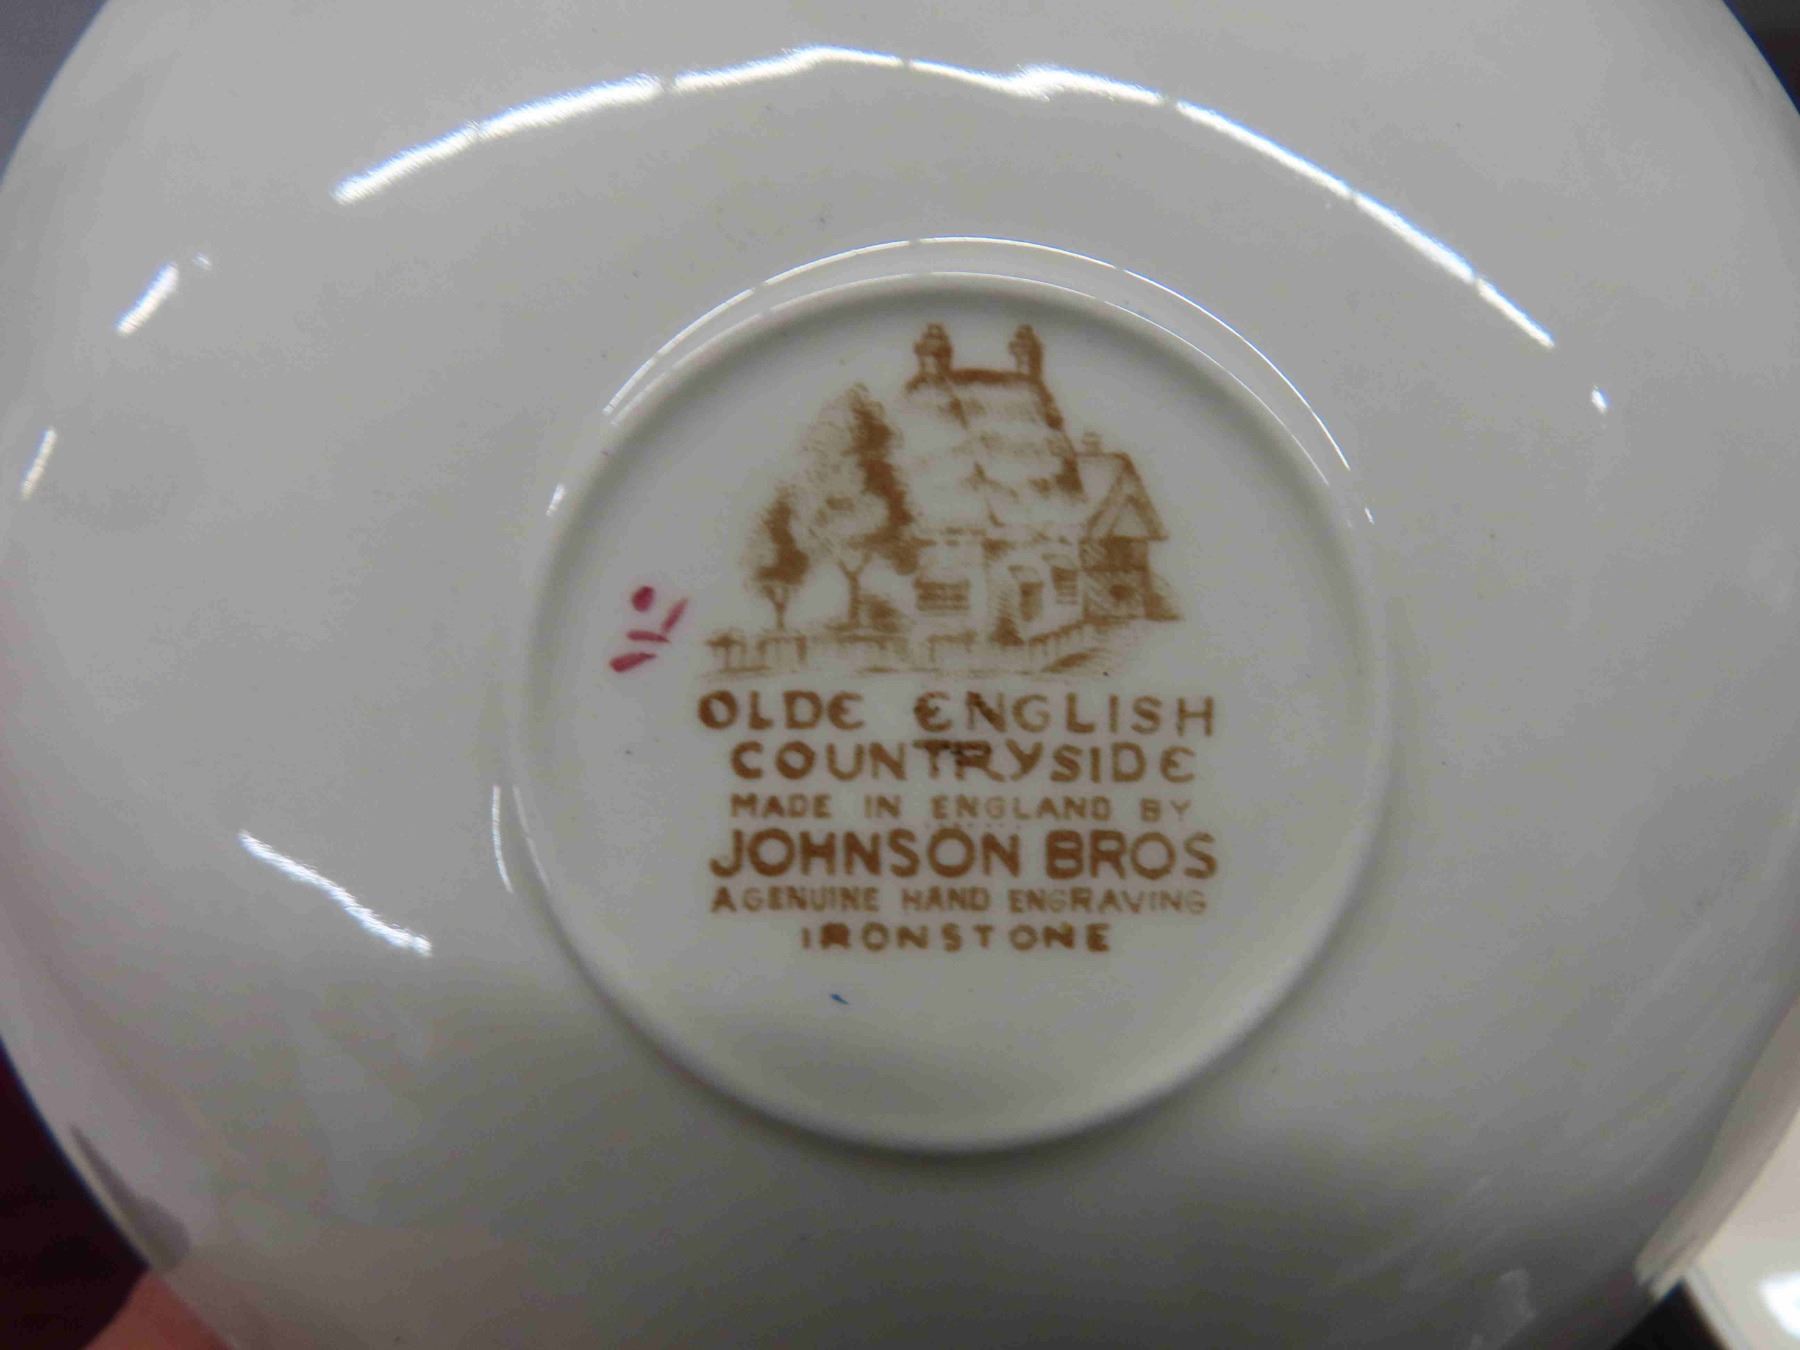 OLDE ENGLISH
COUNTRYSIDE
MADE IN ENGLAND BY
JOHNSON BROS
A GENUINE HAND ENGRAVING
IRONSTONE